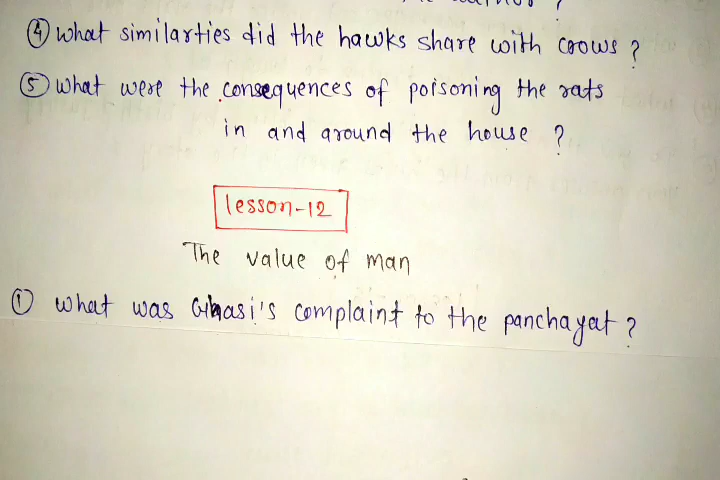 ④ what similarties did the hawks share with crows ?
⑤ what were the consequences of poisoning the rats
in and around the house ?
lesson-12
The value of man
① what was Ghasi's complaint to the panchayat ?